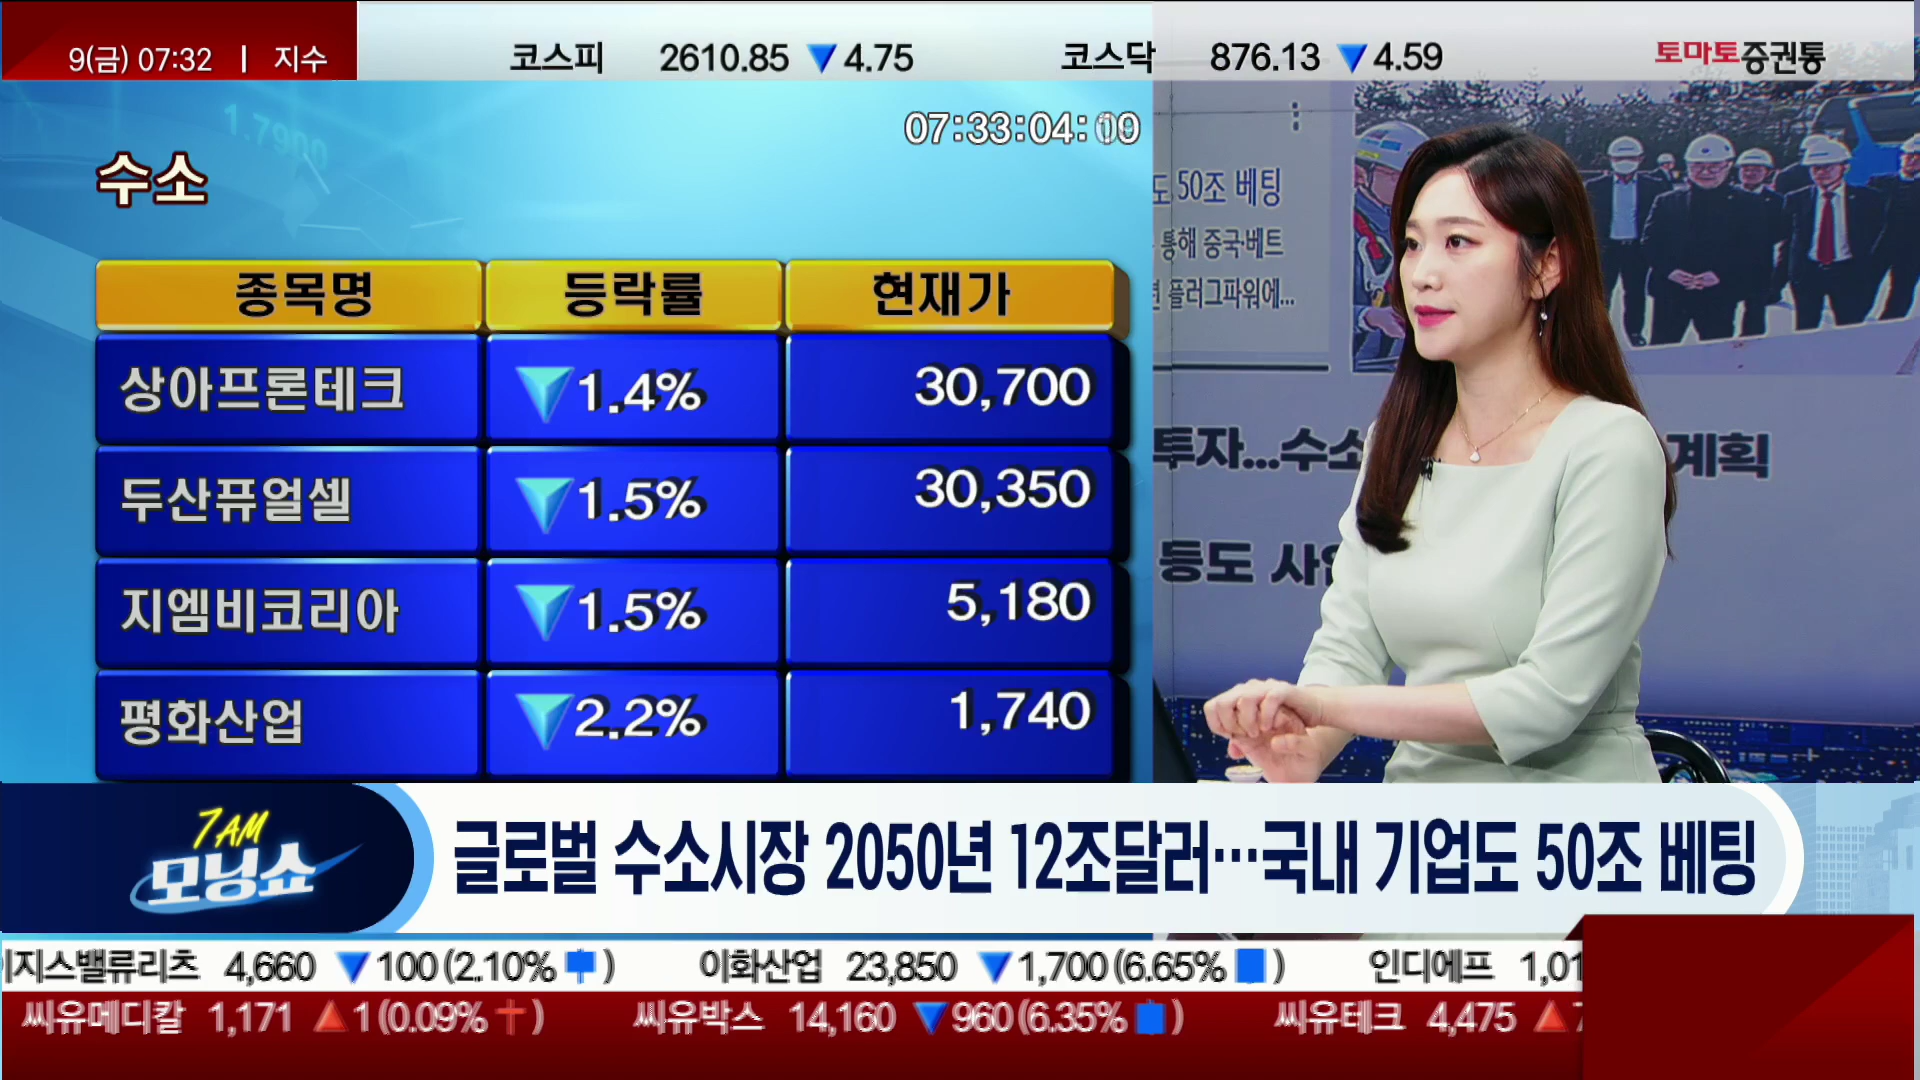 9(금) 07:32 | 지수 코스피 2610.85 ▼4.75 코스닥 876.13 ▼4.59 토마토증권통
07:33:04:09
수소
종목명 등락률 현재가
상아프론테크 ▼1.4% 30,700
두산퓨얼셀 ▼1.5% 30,350
지엠비코리아 ▼1.5% 5,180
평화산업 ▼2.2% 1,740
50조 베팅
통해 중국·베트
플러그파워에...
투자...수소 계획
등도
7AM
모닝쇼
글로벌 수소시장 2050년 12조달러…국내 기업도 50조 베팅
지스밸류리츠 4,660 ▼100(2.10%) 이화산업 23,850 ▼1,700(6.65%) 인디에프
씨유메디칼 1,171 ▲1(0.09%) 씨유박스 14,160 ▼960(6.35%) 씨유테크 4,475 ▲